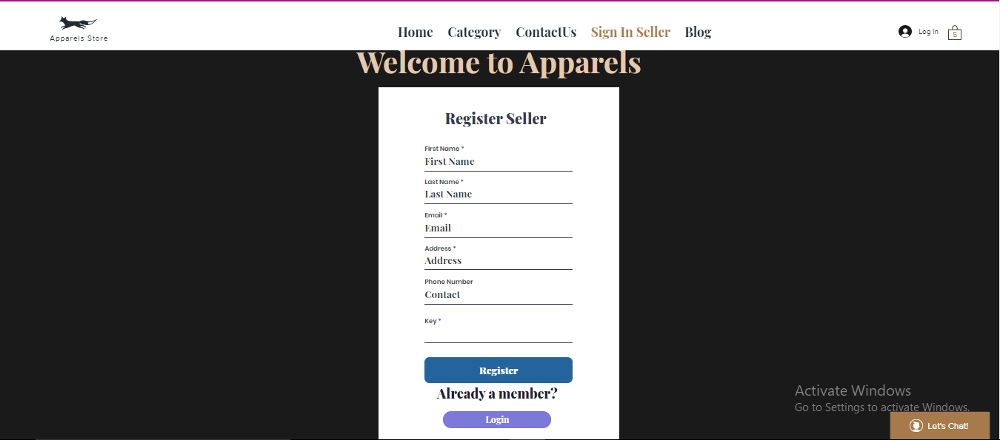 Apparels Store
Home Category ContactUs Sign In Seller Blog
Log In 5
Welcome to Apparels
Register Seller
First Name *
First Name
Last Name *
Last Name
Email *
Email
Address *
Address
Phone Number
Contact
Key *
Register
Already a member?
Login
Activate Windows
Go to Settings to activate Windows.
Let's Chat!